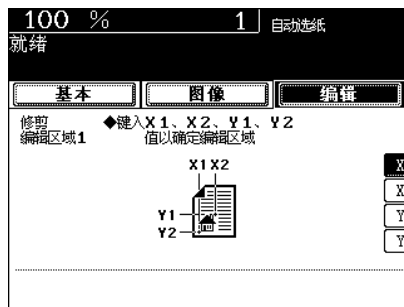 100 % 1 自动选纸
就绪
基本 图像 编辑
修剪 ◆键入X1、X2、Y1、Y2
编辑区域1 值以确定编辑区域
X1 X2
X
X
Y1 Y
Y2 Y